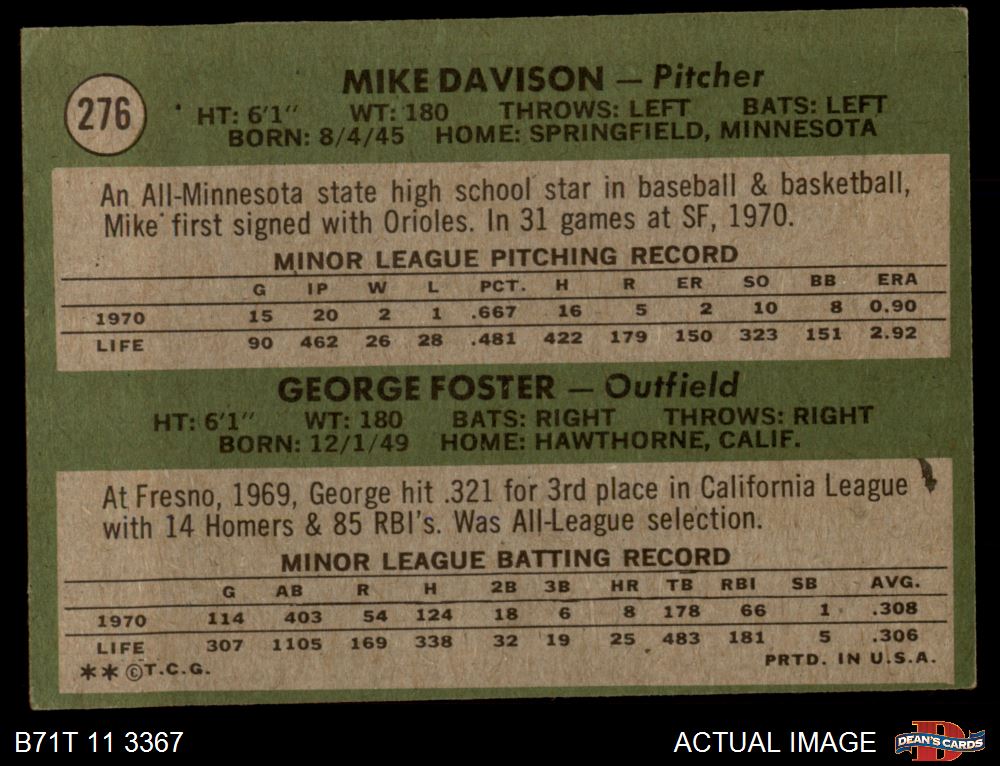 276
MIKE DAVISON — Pitcher
HT: 6'1" WT: 180 THROWS: LEFT BATS: LEFT
BORN: 8/4/45 HOME: SPRINGFIELD, MINNESOTA
An All-Minnesota state high school star in baseball & basketball,
Mike first signed with Orioles. In 31 games at SF, 1970.
MINOR LEAGUE PITCHING RECORD
G IP W L PCT. H R ER SO BB ERA
1970 15 20 2 1 .667 16 5 2 10 8 0.90
LIFE 90 462 26 28 .481 422 179 150 323 151 2.92
GEORGE FOSTER — Outfield
HT: 6'1" WT: 180 BATS: RIGHT THROWS: RIGHT
BORN: 12/1/49 HOME: HAWTHORNE, CALIF.
At Fresno, 1969, George hit .321 for 3rd place in California League
with 14 Homers & 85 RBI's. Was All-League selection.
MINOR LEAGUE BATTING RECORD
G AB R H 2B 3B HR TB RBI SB AVG.
1970 114 403 54 124 18 6 8 178 66 1 .308
LIFE 307 1105 169 338 32 19 25 483 181 5 .306
**©T.C.G. PRTD. IN U.S.A.
B71T 11 3367 ACTUAL IMAGE D DEAN'S CARDS